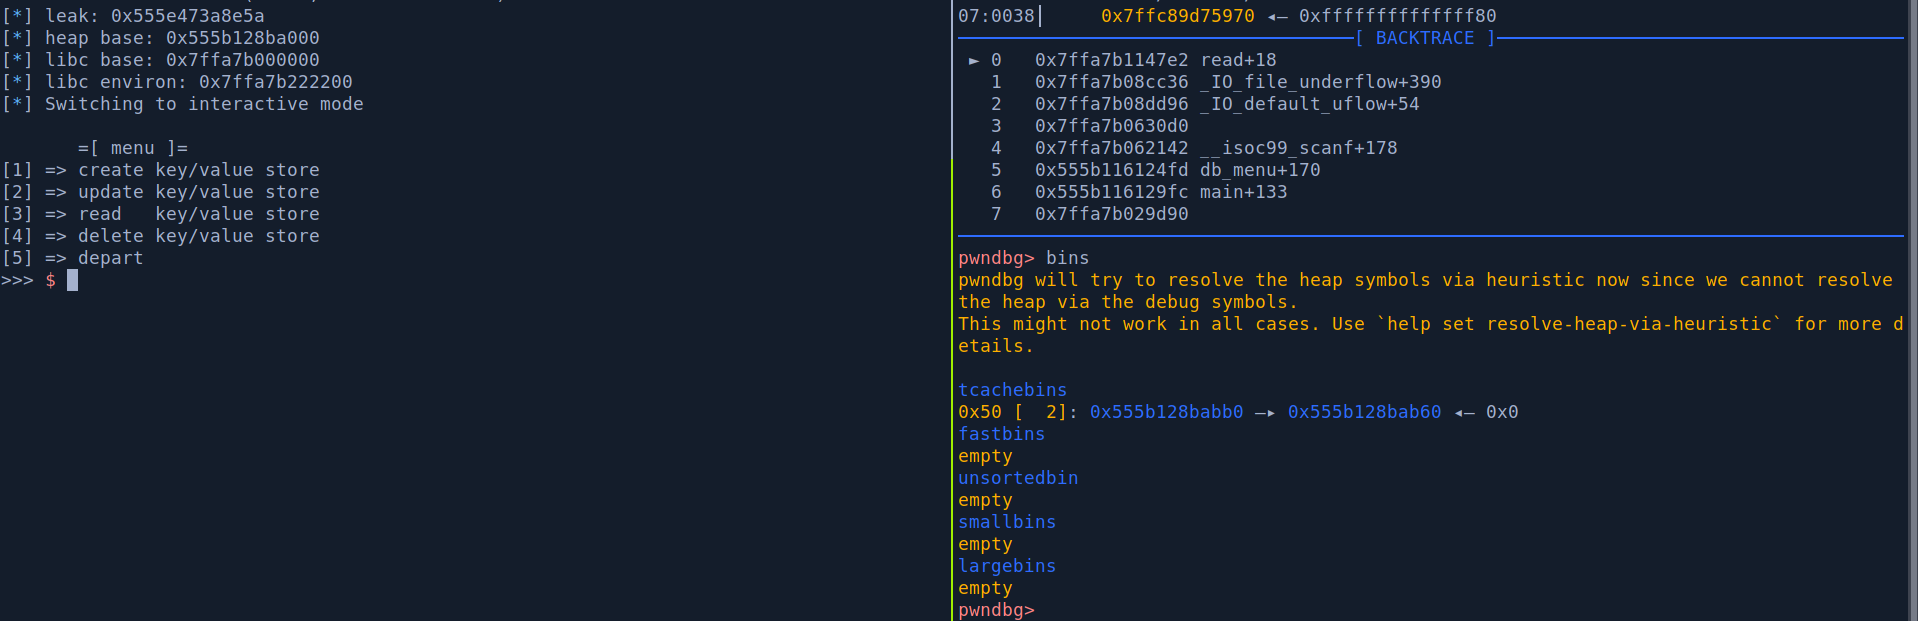 [*] leak: 0x555e473a8e5a
[*] heap base: 0x555b128ba000
[*] libc base: 0x7ffa7b000000
[*] libc environ: 0x7ffa7b222200
[*] Switching to interactive mode
=[ menu ]=
[1] => create key/value store
[2] => update key/value store
[3] => read   key/value store
[4] => delete key/value store
[5] => depart
>>> $
07:0038│      0x7ffc89d75970 ◂— 0xffffffffffffff80
[ BACKTRACE ]
► 0   0x7ffa7b1147e2 read+18
1   0x7ffa7b08cc36 _IO_file_underflow+390
2   0x7ffa7b08dd96 _IO_default_uflow+54
3   0x7ffa7b0630d0
4   0x7ffa7b062142 __isoc99_scanf+178
5   0x555b116124fd db_menu+170
6   0x555b116129fc main+133
7   0x7ffa7b029d90
pwndbg> bins
pwndbg will try to resolve the heap symbols via heuristic now since we cannot resolve
the heap via the debug symbols.
This might not work in all cases. Use `help set resolve-heap-via-heuristic` for more d
etails.
tcachebins
0x50 [  2]: 0x555b128babb0 —▸ 0x555b128bab60 ◂— 0x0
fastbins
empty
unsortedbin
empty
smallbins
empty
largebins
empty
pwndbg>